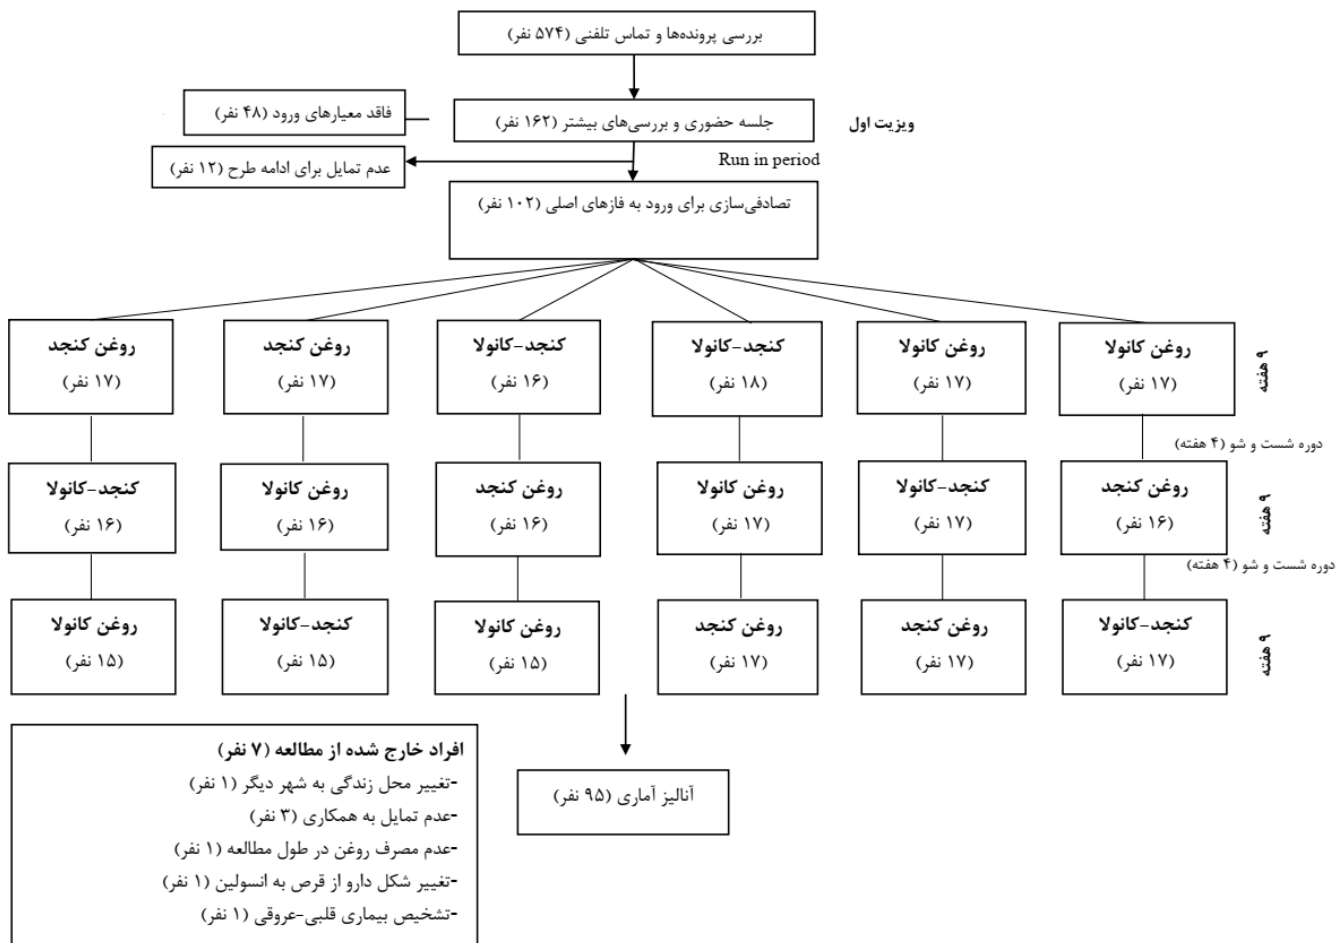 بررسی پرونده‌ها و تماس تلفنی (۵۷۴ نفر)
ویزیت اول
جلسه حضوری و بررسی‌های بیشتر (۱۶۲ نفر)
فاقد معیارهای ورود (۴۸ نفر)
Run in period
عدم تمایل برای ادامه طرح (۱۲ نفر)
تصادفی‌سازی برای ورود به فازهای اصلی (۱۰۲ نفر)
۹ هفته
روغن کانولا
(۱۷ نفر)
روغن کانولا
(۱۷ نفر)
کنجد-کانولا
(۱۸ نفر)
کنجد-کانولا
(۱۶ نفر)
روغن کنجد
(۱۷ نفر)
روغن کنجد
(۱۷ نفر)
دوره شست و شو (۴ هفته)
۹ هفته
روغن کنجد
(۱۶ نفر)
کنجد-کانولا
(۱۷ نفر)
روغن کانولا
(۱۷ نفر)
روغن کنجد
(۱۶ نفر)
روغن کانولا
(۱۶ نفر)
کنجد-کانولا
(۱۶ نفر)
دوره شست و شو (۴ هفته)
۹ هفته
کنجد-کانولا
(۱۷ نفر)
روغن کنجد
(۱۷ نفر)
روغن کنجد
(۱۷ نفر)
روغن کانولا
(۱۵ نفر)
کنجد-کانولا
(۱۵ نفر)
روغن کانولا
(۱۵ نفر)
آنالیز آماری (۹۵ نفر)
افراد خارج شده از مطالعه (۷ نفر)
-تغییر محل زندگی به شهر دیگر (۱ نفر)
-عدم تمایل به همکاری (۳ نفر)
-عدم مصرف روغن در طول مطالعه (۱ نفر)
-تغییر شکل دارو از قرص به انسولین (۱ نفر)
-تشخیص بیماری قلبی-عروقی (۱ نفر)